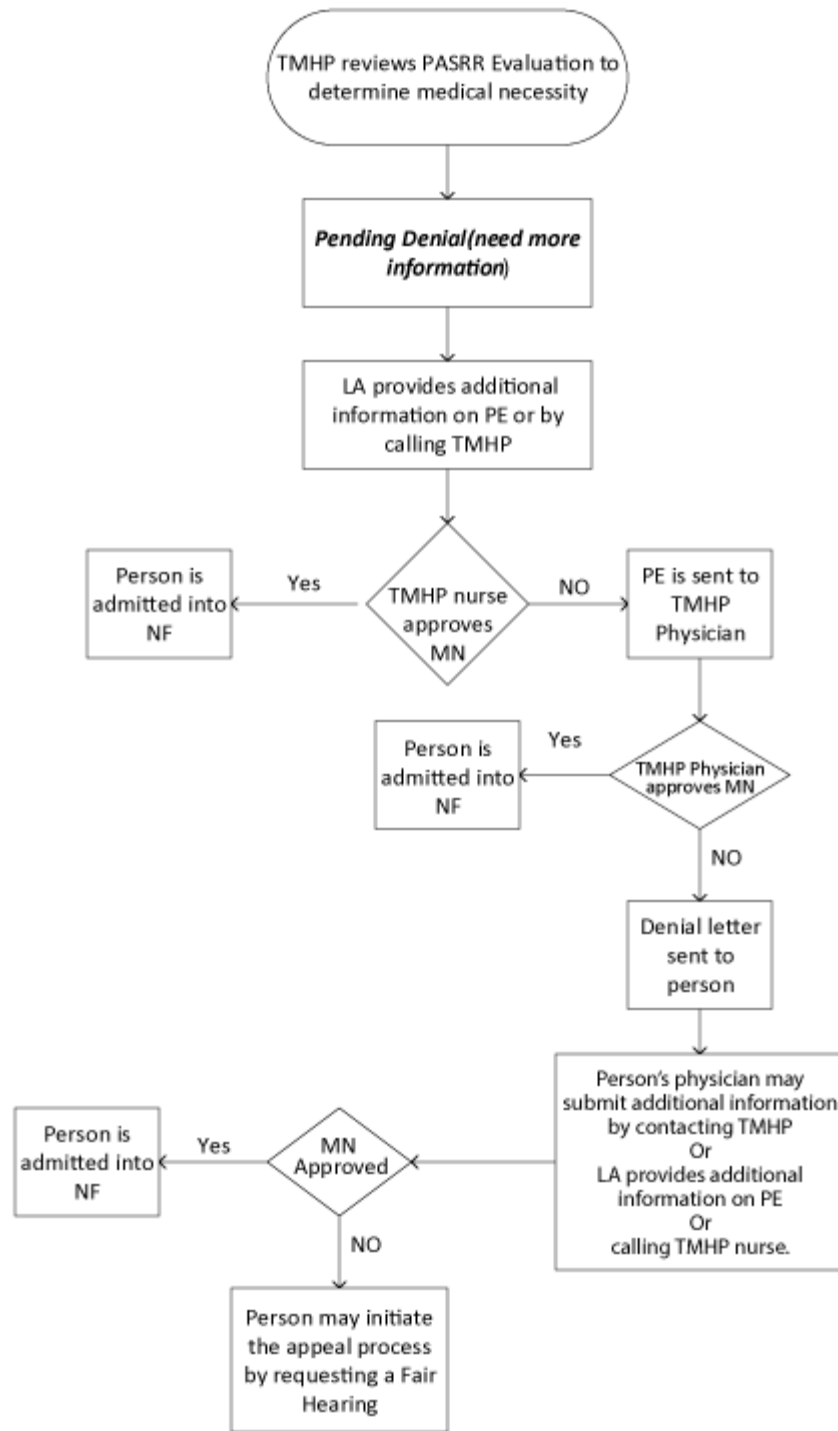 TMHP reviews PASRR Evaluation to
determine medical necessity
Pending Denial(need more
information)
LA provides additional
information on PE or by
calling TMHP
Person is
admitted into
NF
Yes
TMHP nurse
approves
MN
NO
PE is sent to
TMHP
Physician
Person is
admitted into
NF
Yes
TMHP Physician
approves MN
NO
Denial letter
sent to
person
Person's physician may
submit additional information
by contacting TMHP
Or
LA provides additional
information on PE
Or
calling TMHP nurse.
Person is
admitted into
NF
Yes
MN
Approved
NO
Person may initiate
the appeal process
by requesting a Fair
Hearing